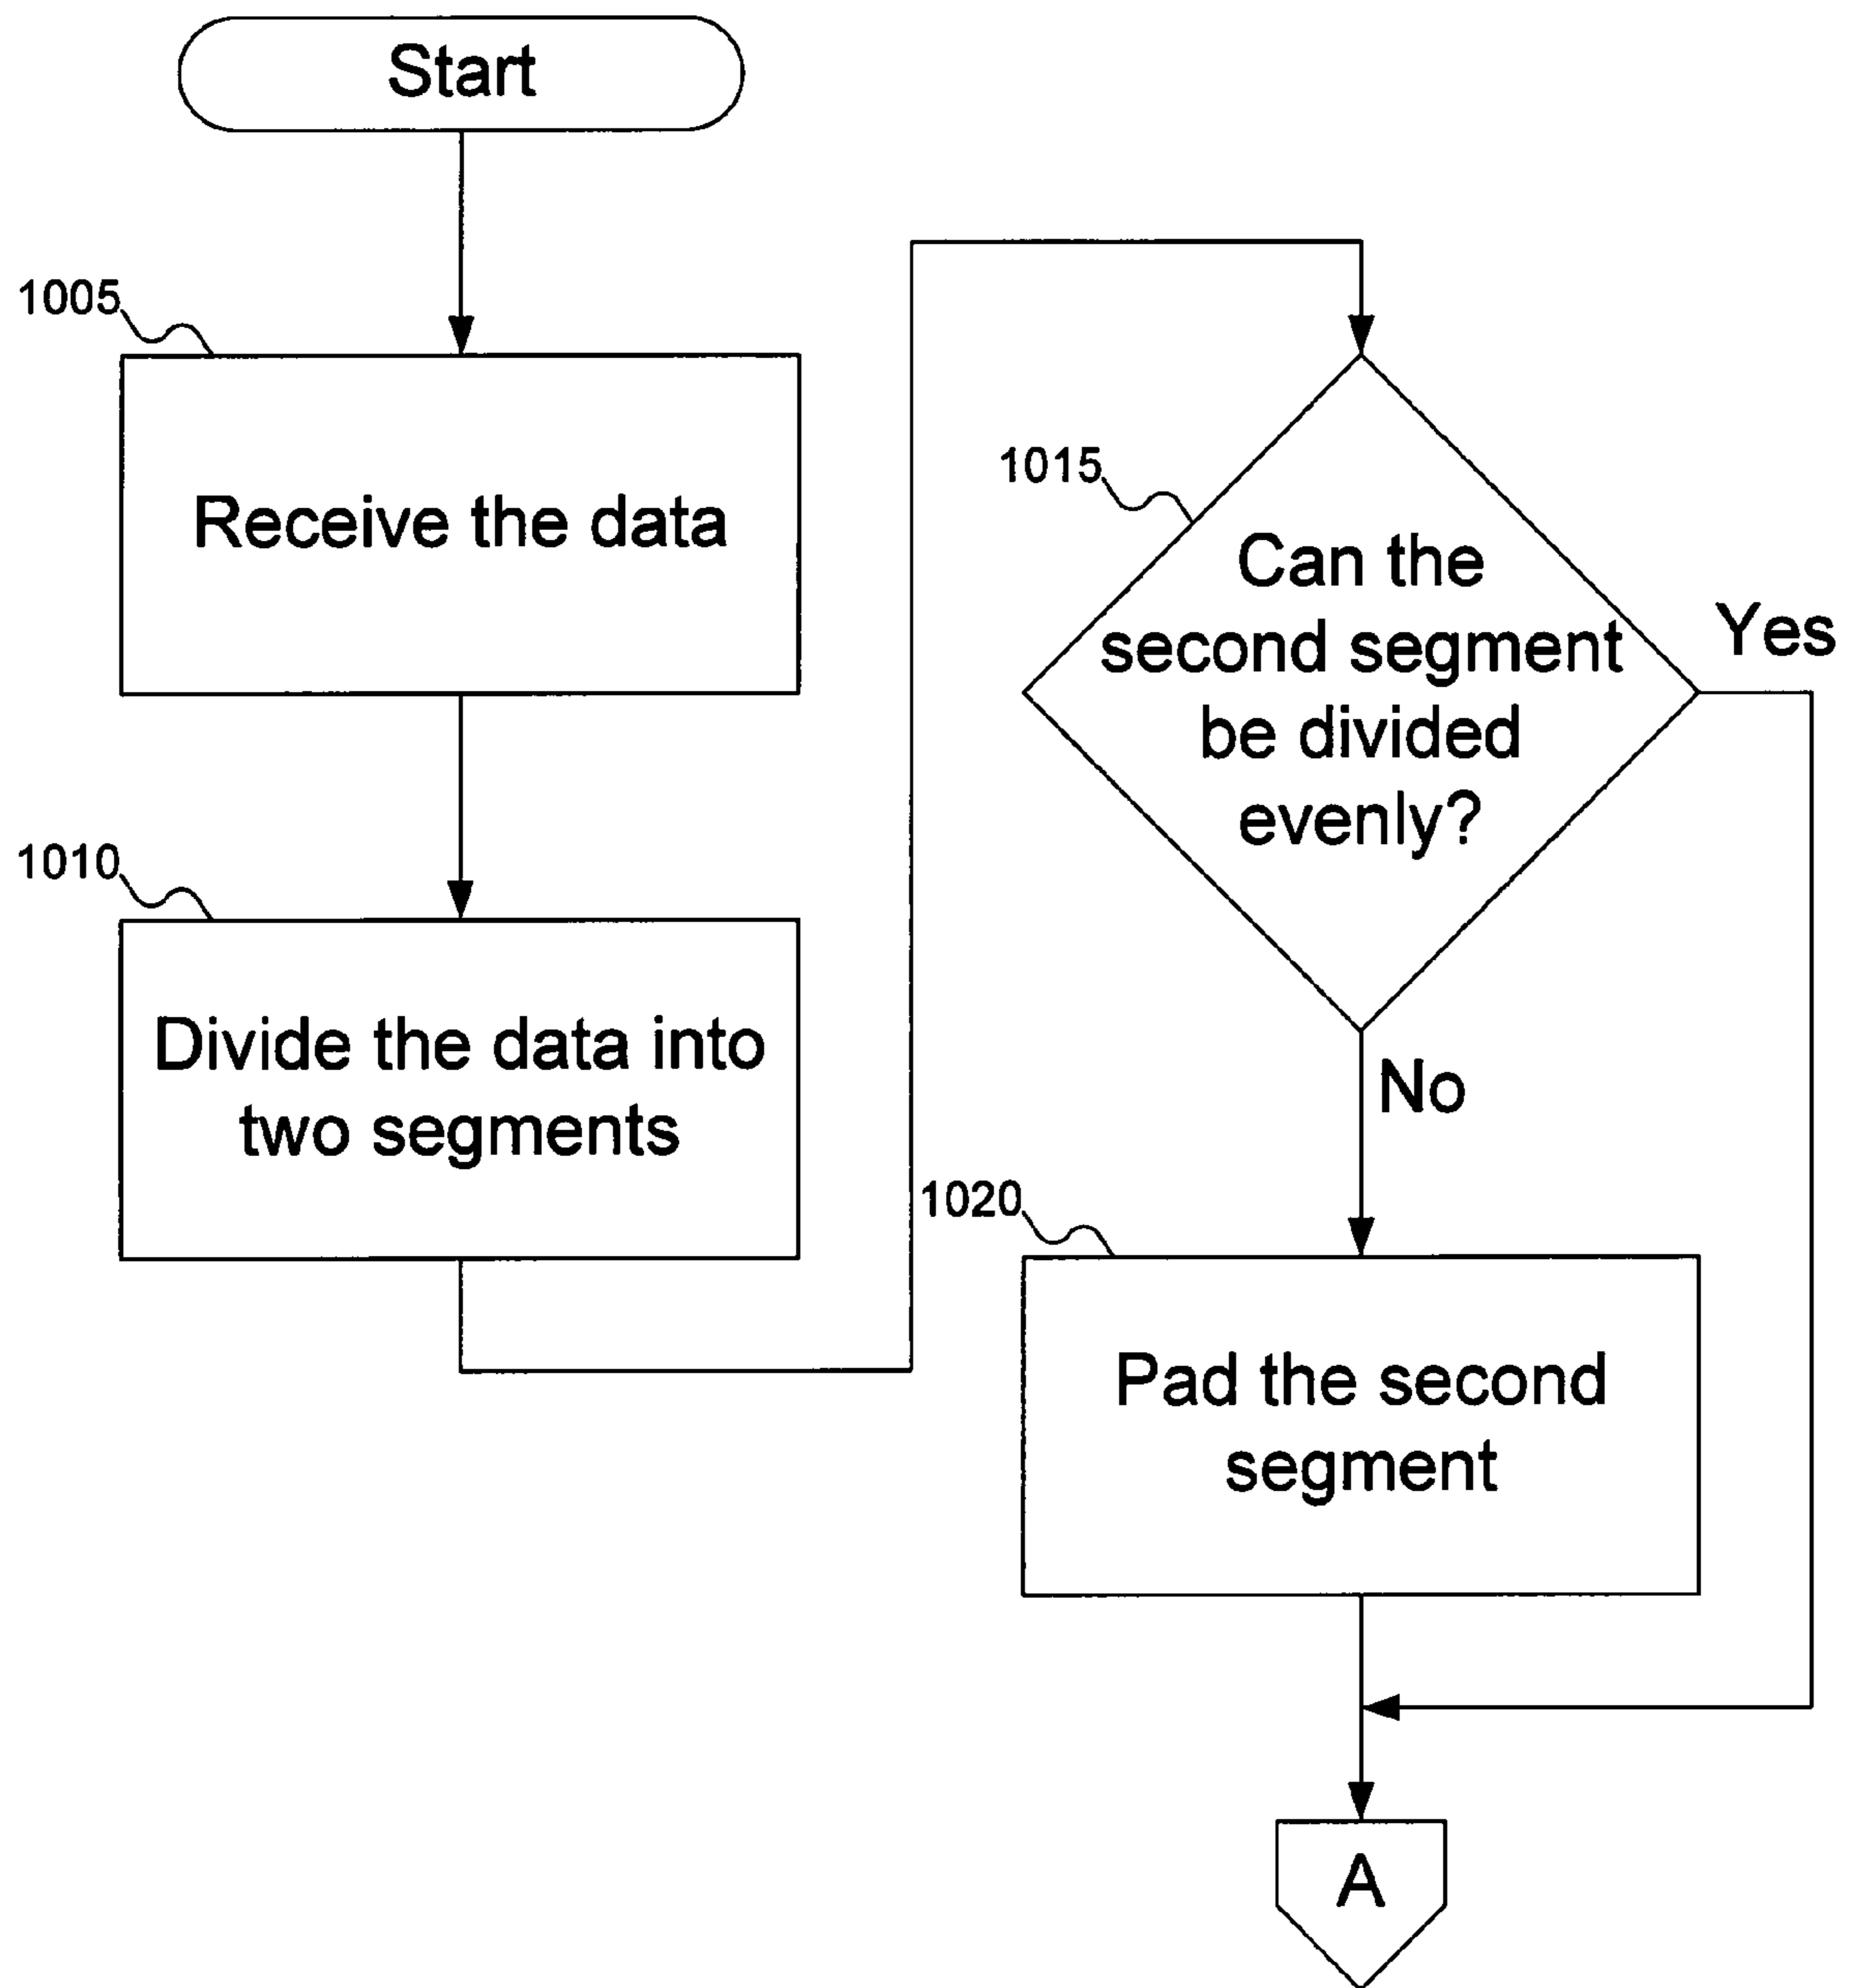 Start
1005
Receive the data
1010
Divide the data into
two segments
1015
Can the
second segment
be divided
evenly?
Yes
No
1020
Pad the second
segment
A